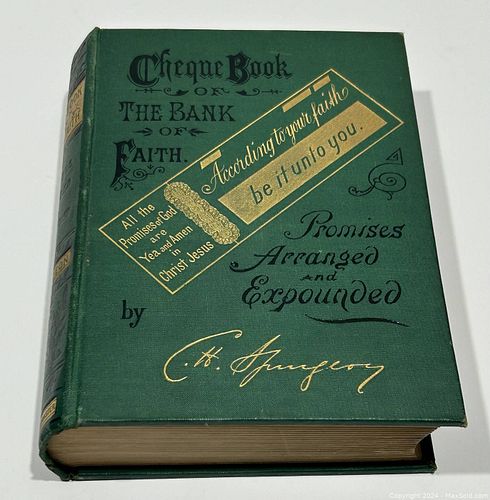 Cheque Book
OF
THE BANK
OF
FAITH.
All the
Promises of God
are
Yea and Amen
in
Christ Jesus
According to your faith
be it unto you.
Promises
Arranged
and
Expounded
by
C. H. Spurgeon
Copyright 2024 - MaxSold.com